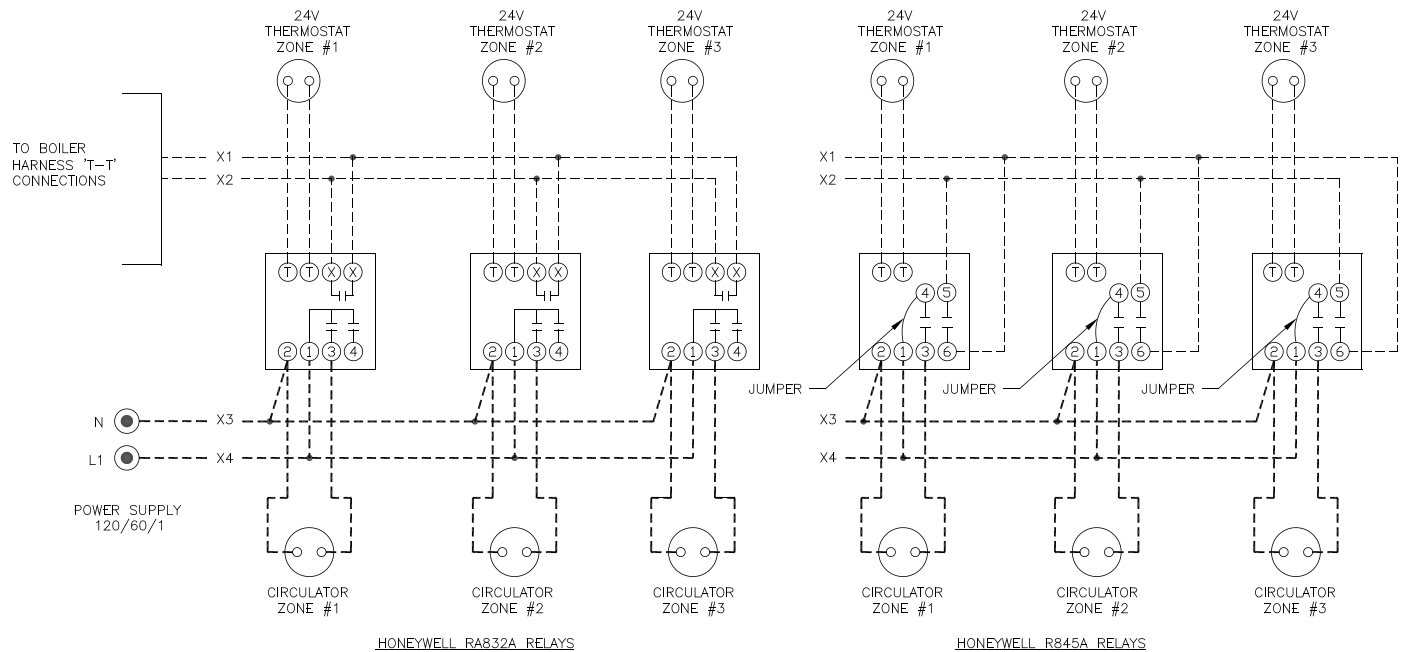 24V
THERMOSTAT
ZONE #1
24V
THERMOSTAT
ZONE #2
24V
THERMOSTAT
ZONE #3
24V
THERMOSTAT
ZONE #1
24V
THERMOSTAT
ZONE #2
24V
THERMOSTAT
ZONE #3
TO BOILER
HARNESS 'T-T'
CONNECTIONS
X1
X2
X1
X2
T T X X
T T X X
T T X X
T T
T T
T T
4 5
4 5
4 5
2 1 3 4
2 1 3 4
2 1 3 4
2 1 3 6
2 1 3 6
2 1 3 6
JUMPER
JUMPER
JUMPER
N
X3
X3
L1
X4
X4
POWER SUPPLY
120/60/1
CIRCULATOR
ZONE #1
CIRCULATOR
ZONE #2
CIRCULATOR
ZONE #3
CIRCULATOR
ZONE #1
CIRCULATOR
ZONE #2
CIRCULATOR
ZONE #3
HONEYWELL RA832A RELAYS
HONEYWELL R845A RELAYS